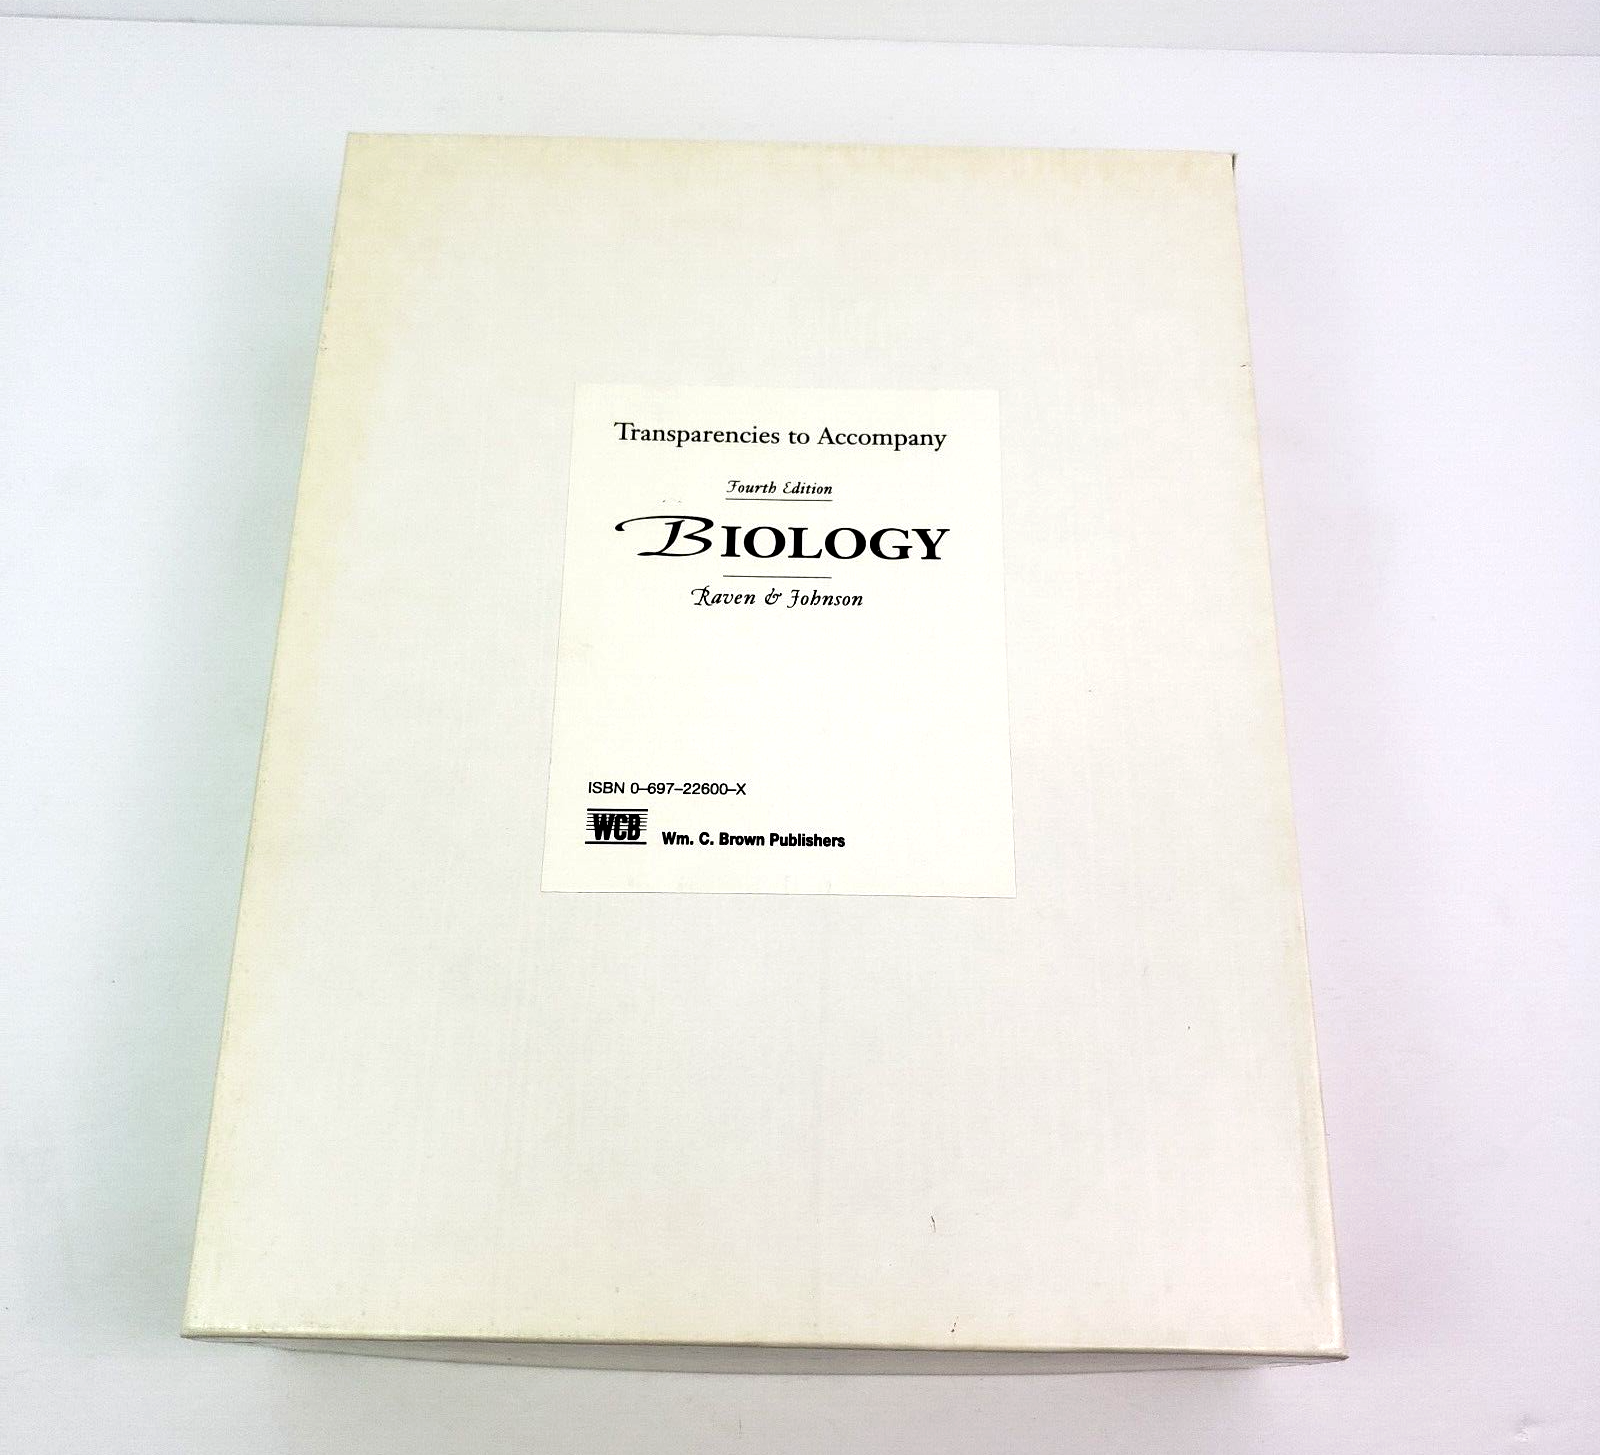 Transparencies to Accompany
Fourth Edition
BIOLOGY
Raven & Johnson
ISBN 0–697–22600–X
WCB Wm. C. Brown Publishers